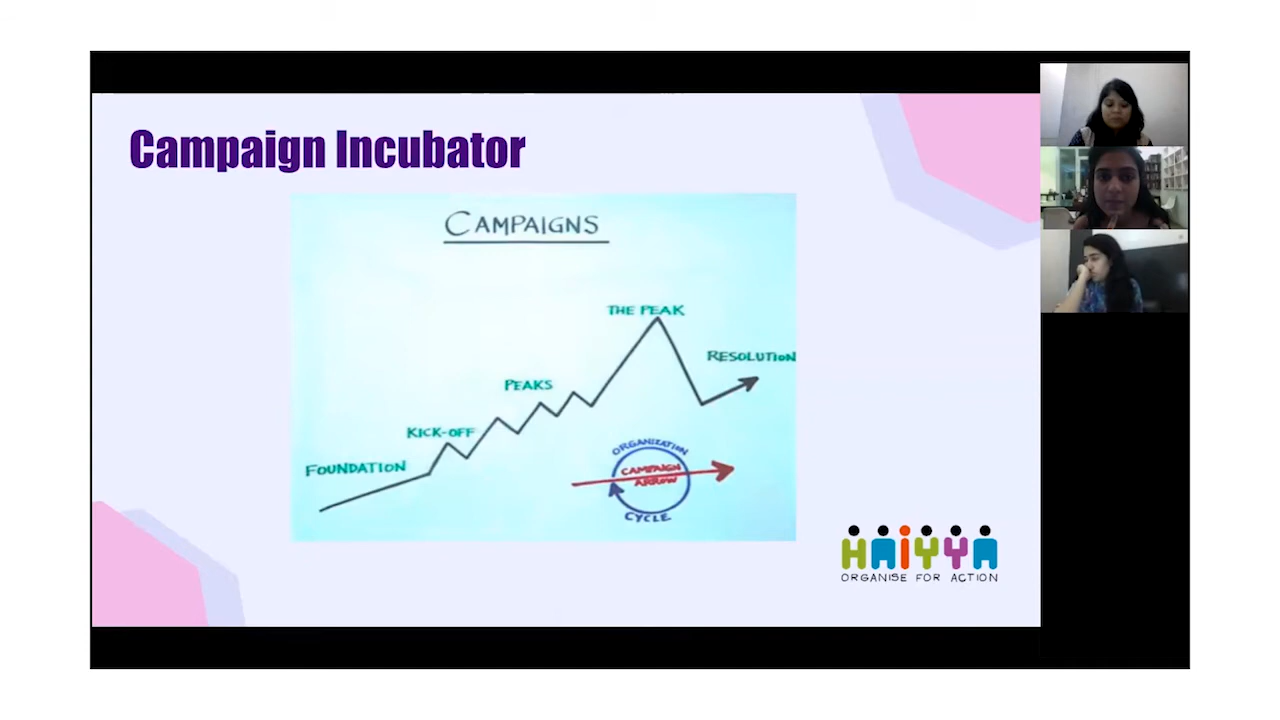 Campaign Incubator
CAMPAIGNS
THE PEAK
RESOLUTION
PEAKS
KICK-OFF
FOUNDATION
ORGANIZATION
CAMPAIGN
ARROW
CYCLE
HAIYYA
ORGANISE FOR ACTION